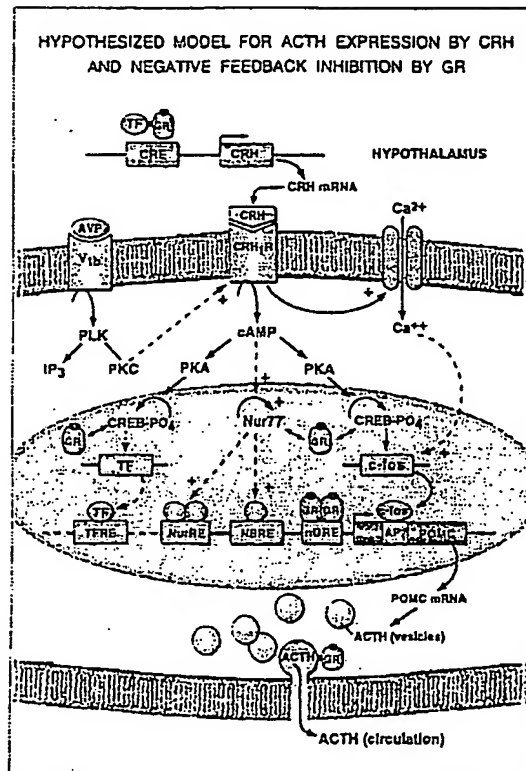 HYPOTHESIZED MODEL FOR ACTH EXPRESSION BY CRH
AND NEGATIVE FEEDBACK INHIBITION BY GR
TF GR
CRE CRH HYPOTHALAMUS
CRH mRNA
CRH
AVP
V1b
CRH R
Ca2+
PLK
IP3 PKC
cAMP
Ca++
PKA PKA
CREB-PO4 Nur77 CREB-PO4
GR GR
TF c-fos
TF GR GR c-fos
TFRE NurRE NBRE nGRE AP1 POMC
POMC mRNA
ACTH (vesicles)
ACTH GR
ACTH (circulation)